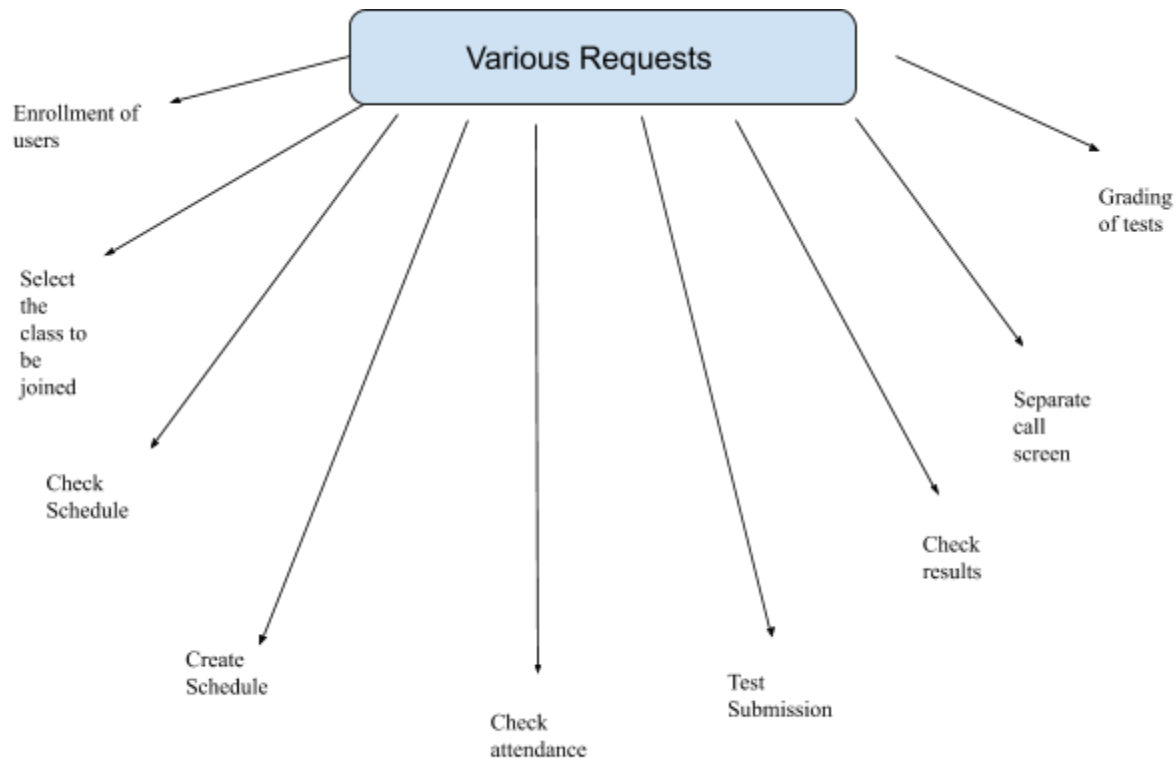 Various Requests
Enrollment of
users
Select
the
class to
be
joined
Check
Schedule
Create
Schedule
Check
attendance
Test
Submission
Check
results
Separate
call
screen
Grading
of tests